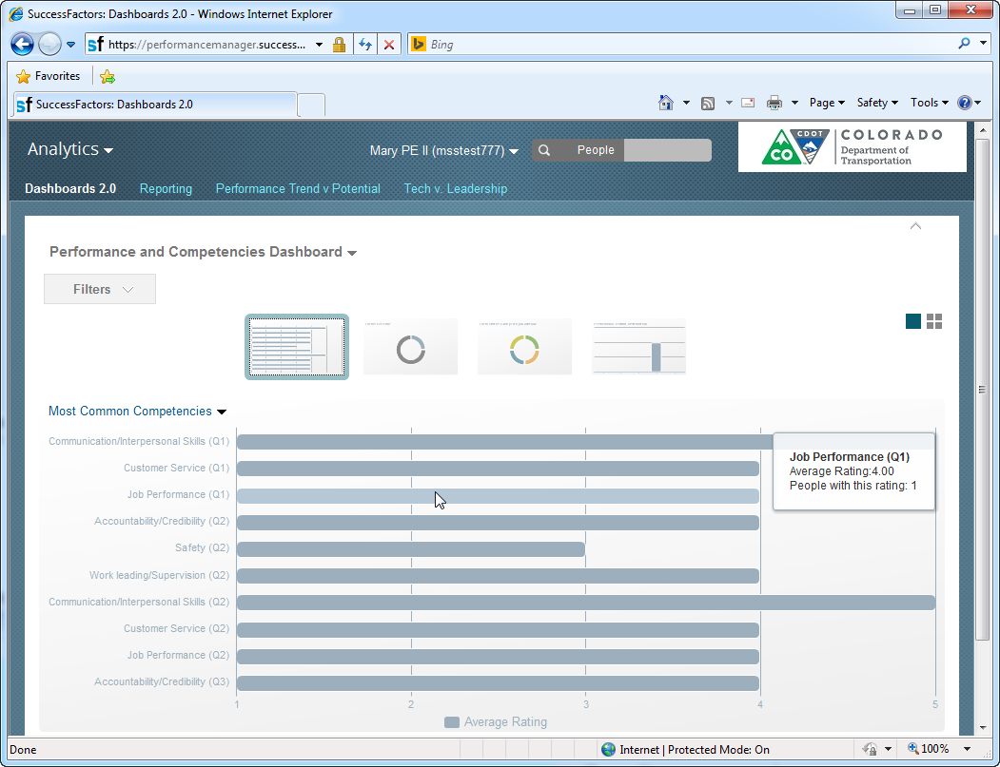 SuccessFactors: Dashboards 2.0 - Windows Internet Explorer
sf https://performancemanager.success... Bing
Favorites
sf SuccessFactors: Dashboards 2.0 Page Safety Tools
Analytics Mary PE II (msstest777) People
CO CDOT COLORADO
Department of
Transportation
Dashboards 2.0 Reporting Performance Trend v Potential Tech v. Leadership
Performance and Competencies Dashboard
Filters
Most Common Competencies
Communication/Interpersonal Skills (Q1)
Customer Service (Q1)
Job Performance (Q1)
Accountability/Credibility (Q2)
Safety (Q2)
Work leading/Supervision (Q2)
Communication/Interpersonal Skills (Q2)
Customer Service (Q2)
Job Performance (Q2)
Accountability/Credibility (Q3)
Job Performance (Q1)
Average Rating:4.00
People with this rating: 1
1 2 3 4 5
Average Rating
Done Internet | Protected Mode: On 100%